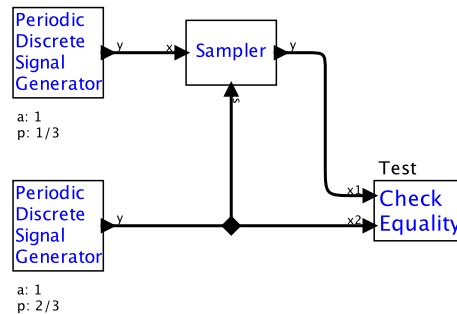 Periodic
Discrete
Signal
Generator
y
a: 1
p: 1/3
x
Sampler
y
s
Periodic
Discrete
Signal
Generator
y
a: 1
p: 2/3
Test
x1
x2
Check
Equality